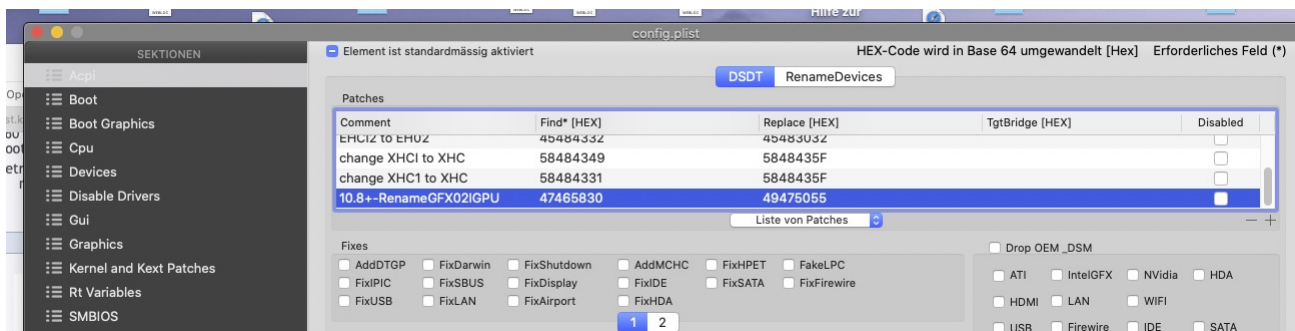 Hilfe zur
config.plist
SEKTIONEN
Acpi
Boot
Boot Graphics
Cpu
Devices
Disable Drivers
Gui
Graphics
Kernel and Kext Patches
Rt Variables
SMBIOS
Element ist standardmässig aktiviert
HEX-Code wird in Base 64 umgewandelt [Hex] Erforderliches Feld (*)
DSDT RenameDevices
Patches
Comment Find* [HEX] Replace [HEX] TgtBridge [HEX] Disabled
EHCI2 to EH02 45484332 45483032
change XHCI to XHC 58484349 5848435F
change XHC1 to XHC 58484331 5848435F
10.8+-RenameGFX02IGPU 47465830 49475055
Liste von Patches
Fixes
AddDTGP FixDarwin FixShutdown AddMCHC FixHPET FakeLPC
FixIPIC FixSBUS FixDisplay FixIDE FixSATA FixFirewire
FixUSB FixLAN FixAirport FixHDA
1 2
Drop OEM _DSM
ATI IntelGFX NVidia HDA
HDMI LAN WIFI
USB Firewire IDE SATA